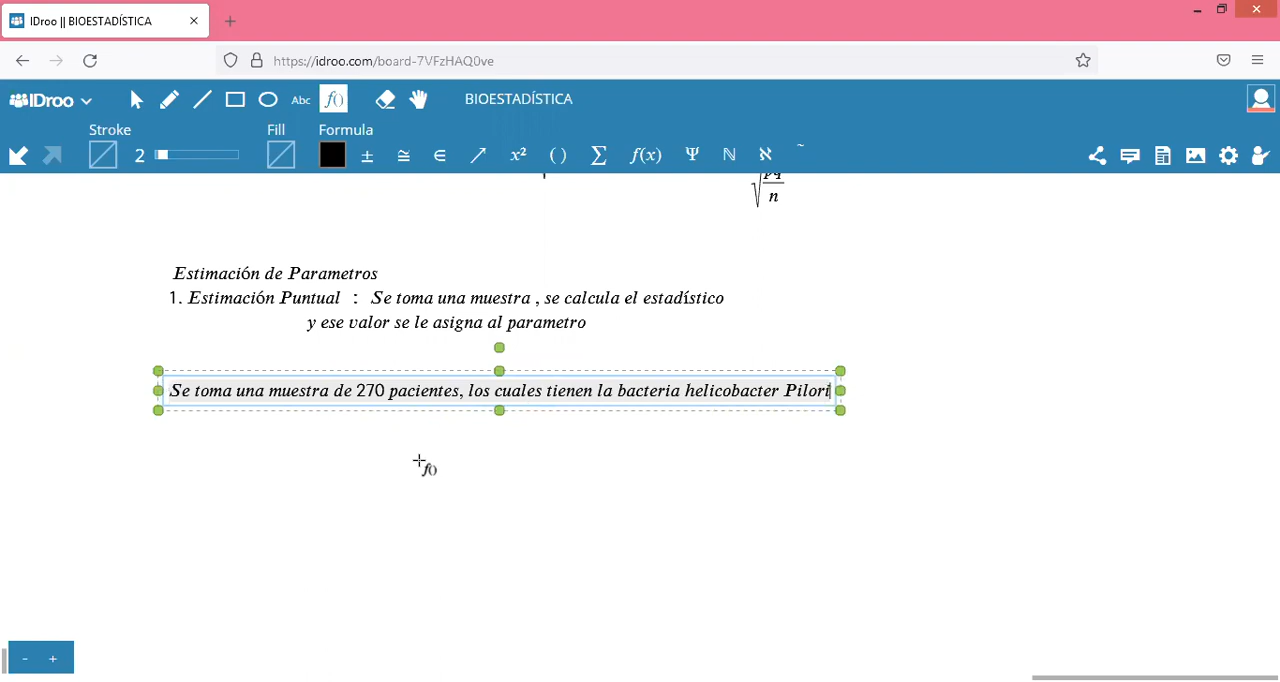 IDroo || BIOESTADÍSTICA
https://idroo.com/board-7VFzHAQ0ve
IDroo
Abc
f()
BIOESTADÍSTICA
Stroke
Fill
Formula
2
± ≅ ∈ x² ( ) ∑ f(x) Ψ ℕ ℵ ~
pq
n
Estimación de Parametros
1. Estimación Puntual : Se toma una muestra , se calcula el estadístico
y ese valor se le asigna al parametro
Se toma una muestra de 270 pacientes, los cuales tienen la bacteria helicobacter Pilori
f()
- +